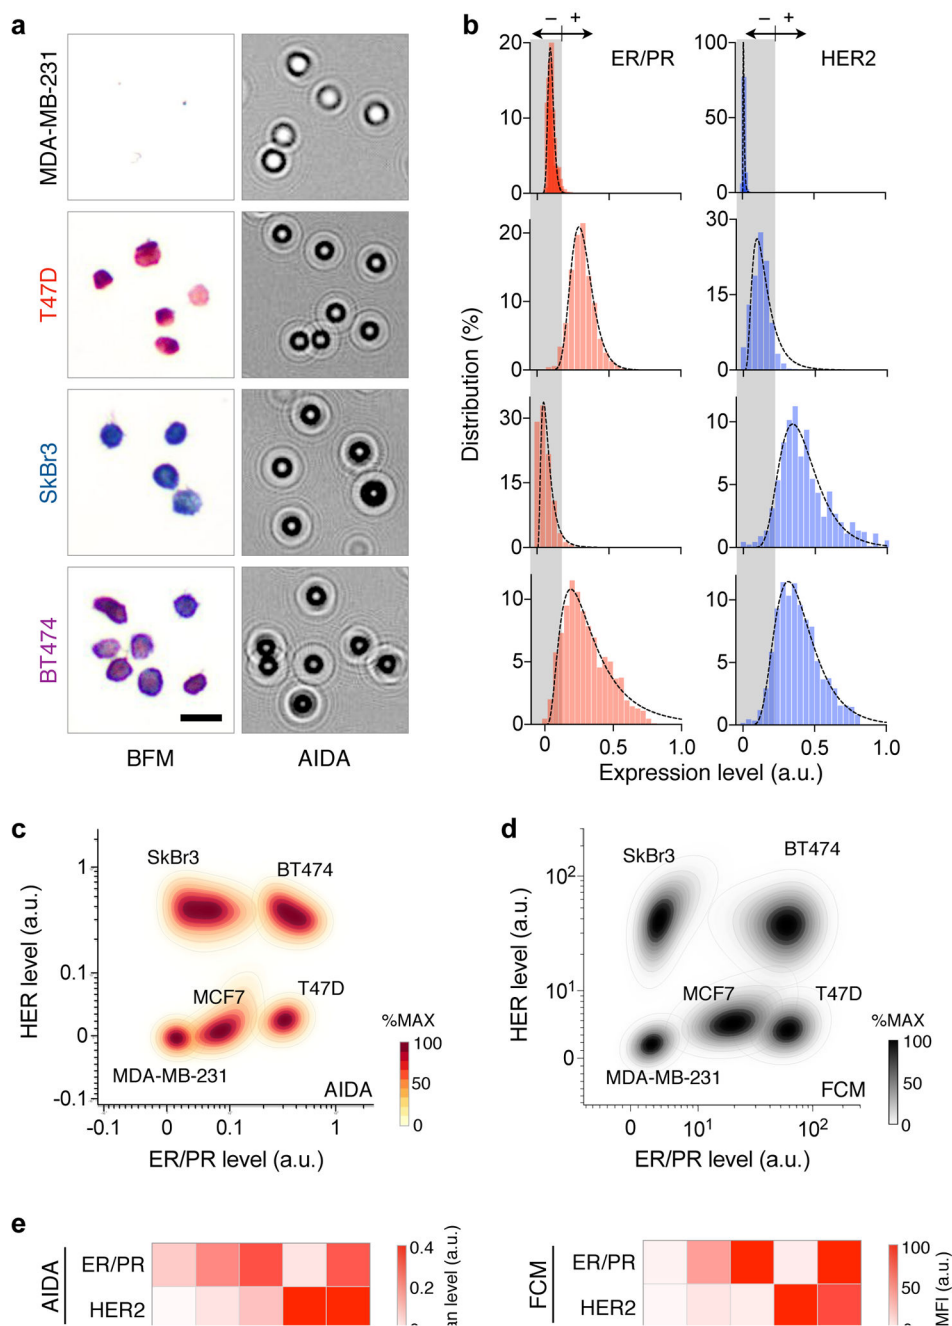 a
MDA-MB-231
T47D
SkBr3
BT474
BFM
AIDA
b
− +
− +
ER/PR
HER2
20
10
0
100
50
0
20
10
0
30
15
0
30
15
0
10
5
0
10
5
0
10
5
0
Distribution (%)
0 0.5 1.0
0 0.5 1.0
Expression level (a.u.)
c
SkBr3
BT474
MCF7
T47D
MDA-MB-231
AIDA
HER level (a.u.)
1
0.1
0
-0.1
-0.1 0 0.1 1
ER/PR level (a.u.)
%MAX
100
50
0
d
SkBr3
BT474
MCF7
T47D
MDA-MB-231
FCM
HER level (a.u.)
10²
10¹
0
0 10¹ 10²
ER/PR level (a.u.)
%MAX
100
50
0
e
AIDA
ER/PR
HER2
0.4
0.2
level (a.u.)
FCM
ER/PR
HER2
100
50
MFI (a.u.)